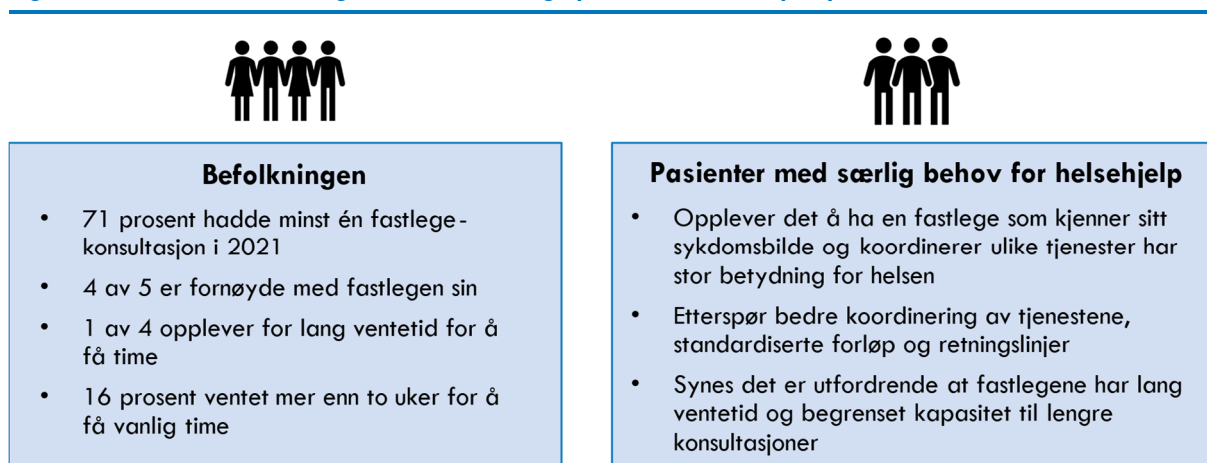 Befolkningen
• 71 prosent hadde minst én fastlege-
konsultasjon i 2021
• 4 av 5 er fornøyde med fastlegen sin
• 1 av 4 opplever for lang ventetid for å
få time
• 16 prosent ventet mer enn to uker for å
få vanlig time
Pasienter med særlig behov for helsehjelp
• Opplever det å ha en fastlege som kjenner sitt
sykdomsbilde og koordinerer ulike tjenester har
stor betydning for helsen
• Etterspør bedre koordinering av tjenestene,
standardiserte forløp og retningslinjer
• Synes det er utfordrende at fastlegene har lang
ventetid og begrenset kapasitet til lengre
konsultasjoner